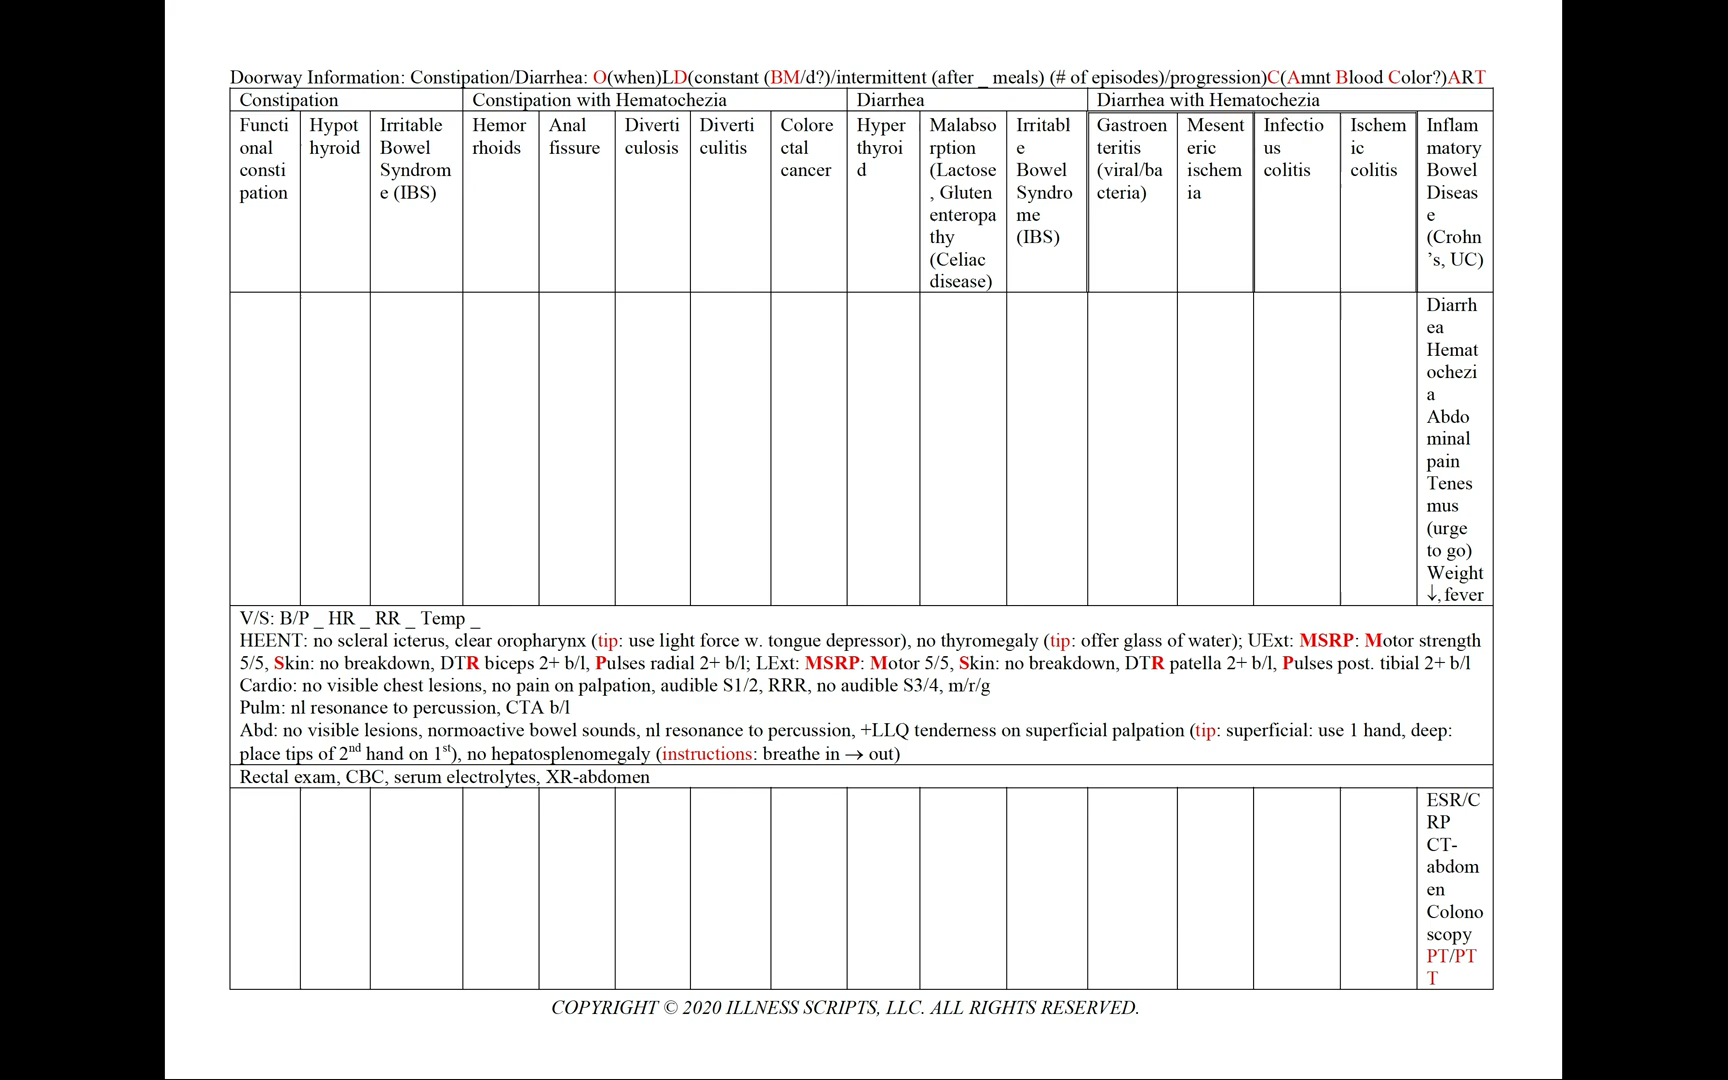 Doorway Information: Constipation/Diarrhea: O(when)LD(constant (BM/d?)/intermittent (after _ meals) (# of episodes)/progression)C(Amnt Blood Color?)ART
Constipation
Constipation with Hematochezia
Diarrhea
Diarrhea with Hematochezia
Functi
onal
consti
pation
Hypot
hyroid
Irritable
Bowel
Syndrom
e (IBS)
Hemor
rhoids
Anal
fissure
Diverti
culosis
Diverti
culitis
Colore
ctal
cancer
Hyper
thyroi
d
Malabso
rption
(Lactose
, Gluten
enteropa
thy
(Celiac
disease)
Irritabl
e
Bowel
Syndro
me
(IBS)
Gastroen
teritis
(viral/ba
cteria)
Mesent
eric
ischem
ia
Infectio
us
colitis
Ischem
ic
colitis
Inflam
matory
Bowel
Diseas
e
(Crohn
’s, UC)
Diarrh
ea
Hemat
ochezi
a
Abdo
minal
pain
Tenes
mus
(urge
to go)
Weight
↓, fever
V/S: B/P _ HR _ RR _ Temp _
HEENT: no scleral icterus, clear oropharynx (tip: use light force w. tongue depressor), no thyromegaly (tip: offer glass of water); UExt: MSRP: Motor strength
5/5, Skin: no breakdown, DTR biceps 2+ b/l, Pulses radial 2+ b/l; LExt: MSRP: Motor 5/5, Skin: no breakdown, DTR patella 2+ b/l, Pulses post. tibial 2+ b/l
Cardio: no visible chest lesions, no pain on palpation, audible S1/2, RRR, no audible S3/4, m/r/g
Pulm: nl resonance to percussion, CTA b/l
Abd: no visible lesions, normoactive bowel sounds, nl resonance to percussion, +LLQ tenderness on superficial palpation (tip: superficial: use 1 hand, deep:
place tips of 2nd hand on 1st), no hepatosplenomegaly (instructions: breathe in → out)
Rectal exam, CBC, serum electrolytes, XR-abdomen
ESR/C
RP
CT-
abdom
en
Colono
scopy
PT/PT
T
COPYRIGHT © 2020 ILLNESS SCRIPTS, LLC. ALL RIGHTS RESERVED.